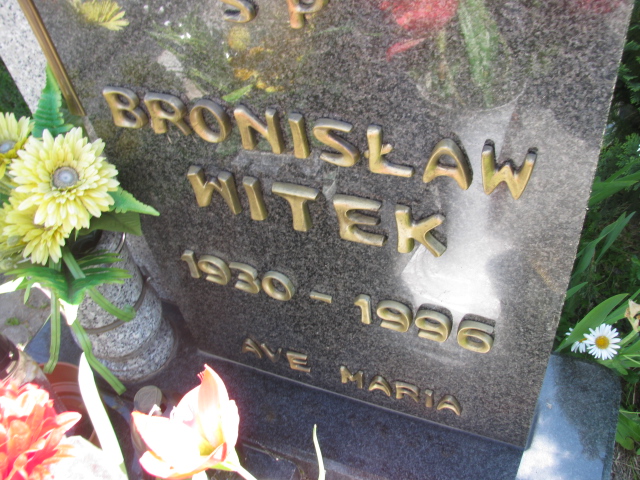 Ś P
BRONISŁAW
WITEK
1930 - 1996
AVE MARIA